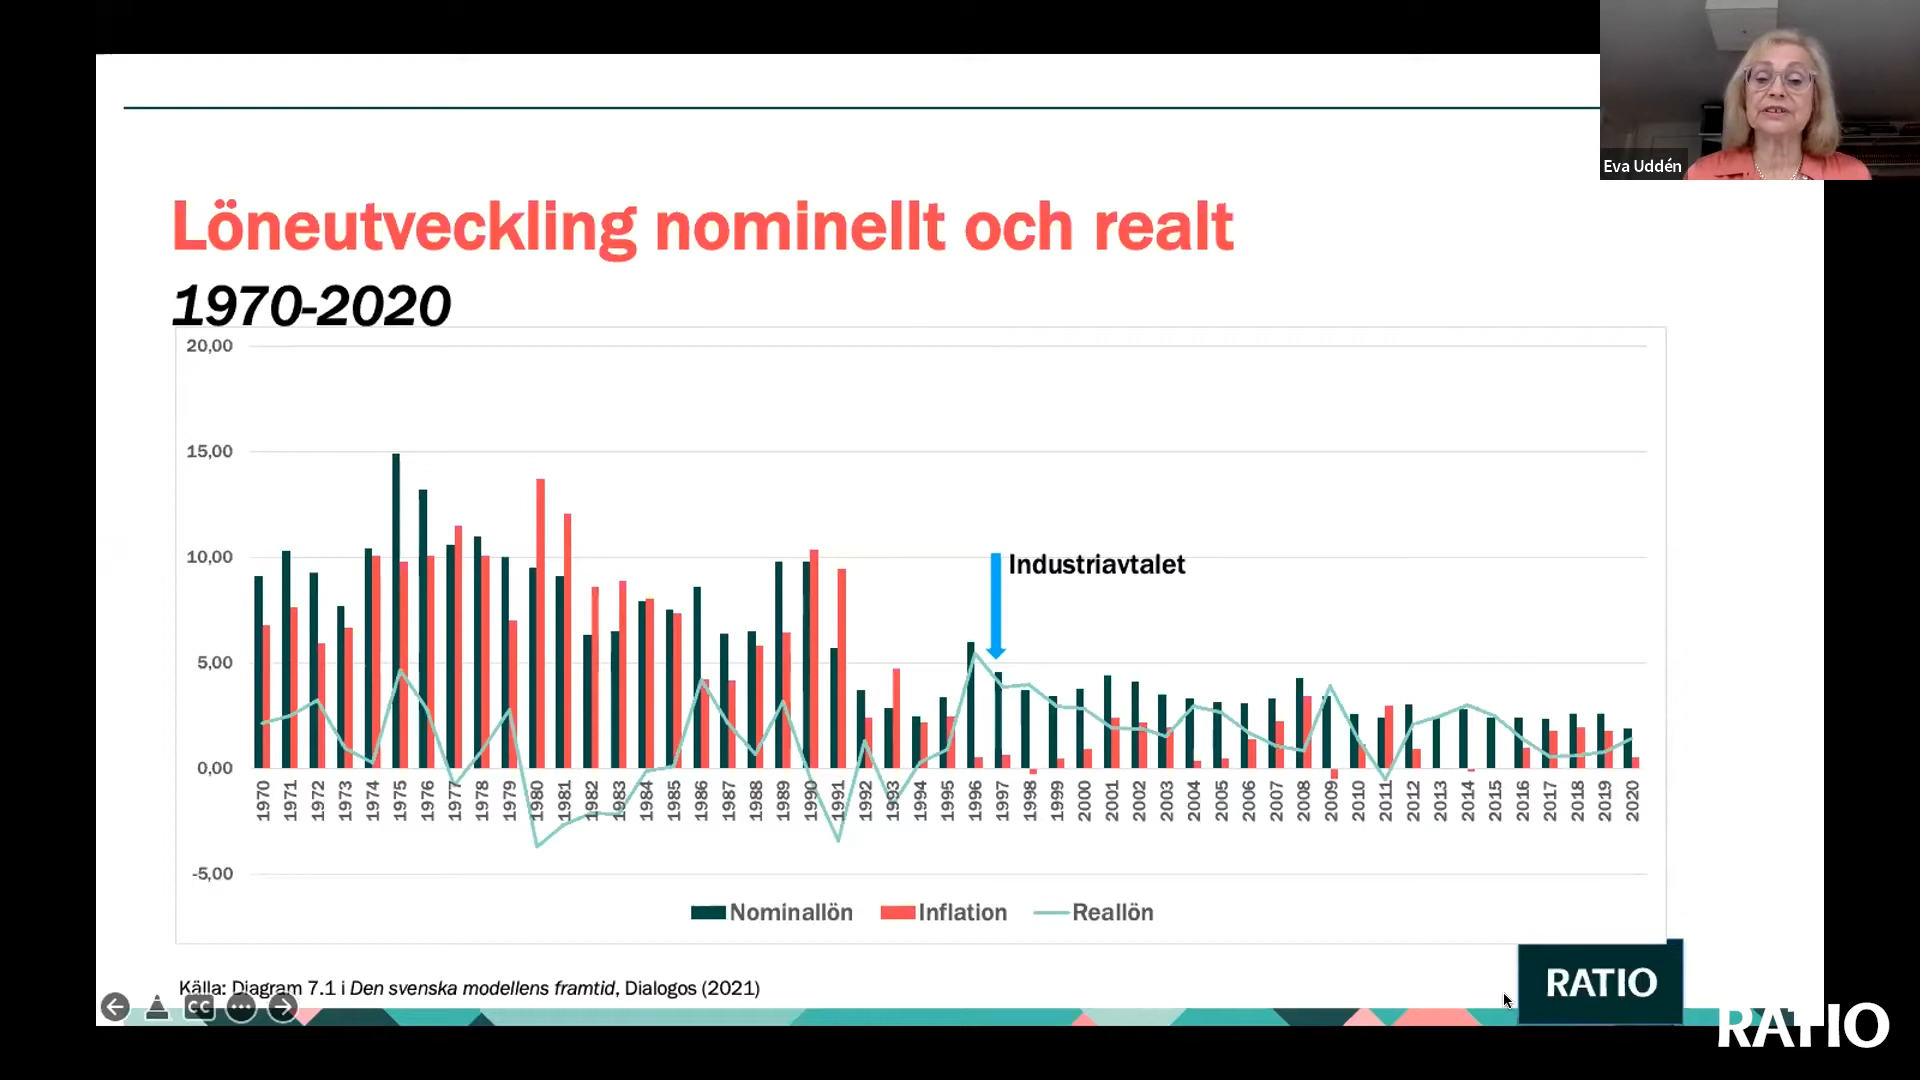 Eva Uddén
Löneutveckling nominellt och realt
1970-2020
20,00
15,00
10,00
5,00
0,00
-5,00
Industriavtalet
1970 1971 1972 1973 1974 1975 1976 1977 1978 1979 1980 1981 1982 1983 1984 1985 1986 1987 1988 1989 1990 1991 1992 1993 1994 1995 1996 1997 1998 1999 2000 2001 2002 2003 2004 2005 2006 2007 2008 2009 2010 2011 2012 2013 2014 2015 2016 2017 2018 2019 2020
Nominallön Inflation Reallön
Källa: Diagram 7.1 i Den svenska modellens framtid, Dialogos (2021)
CC
RATIO
RATIO